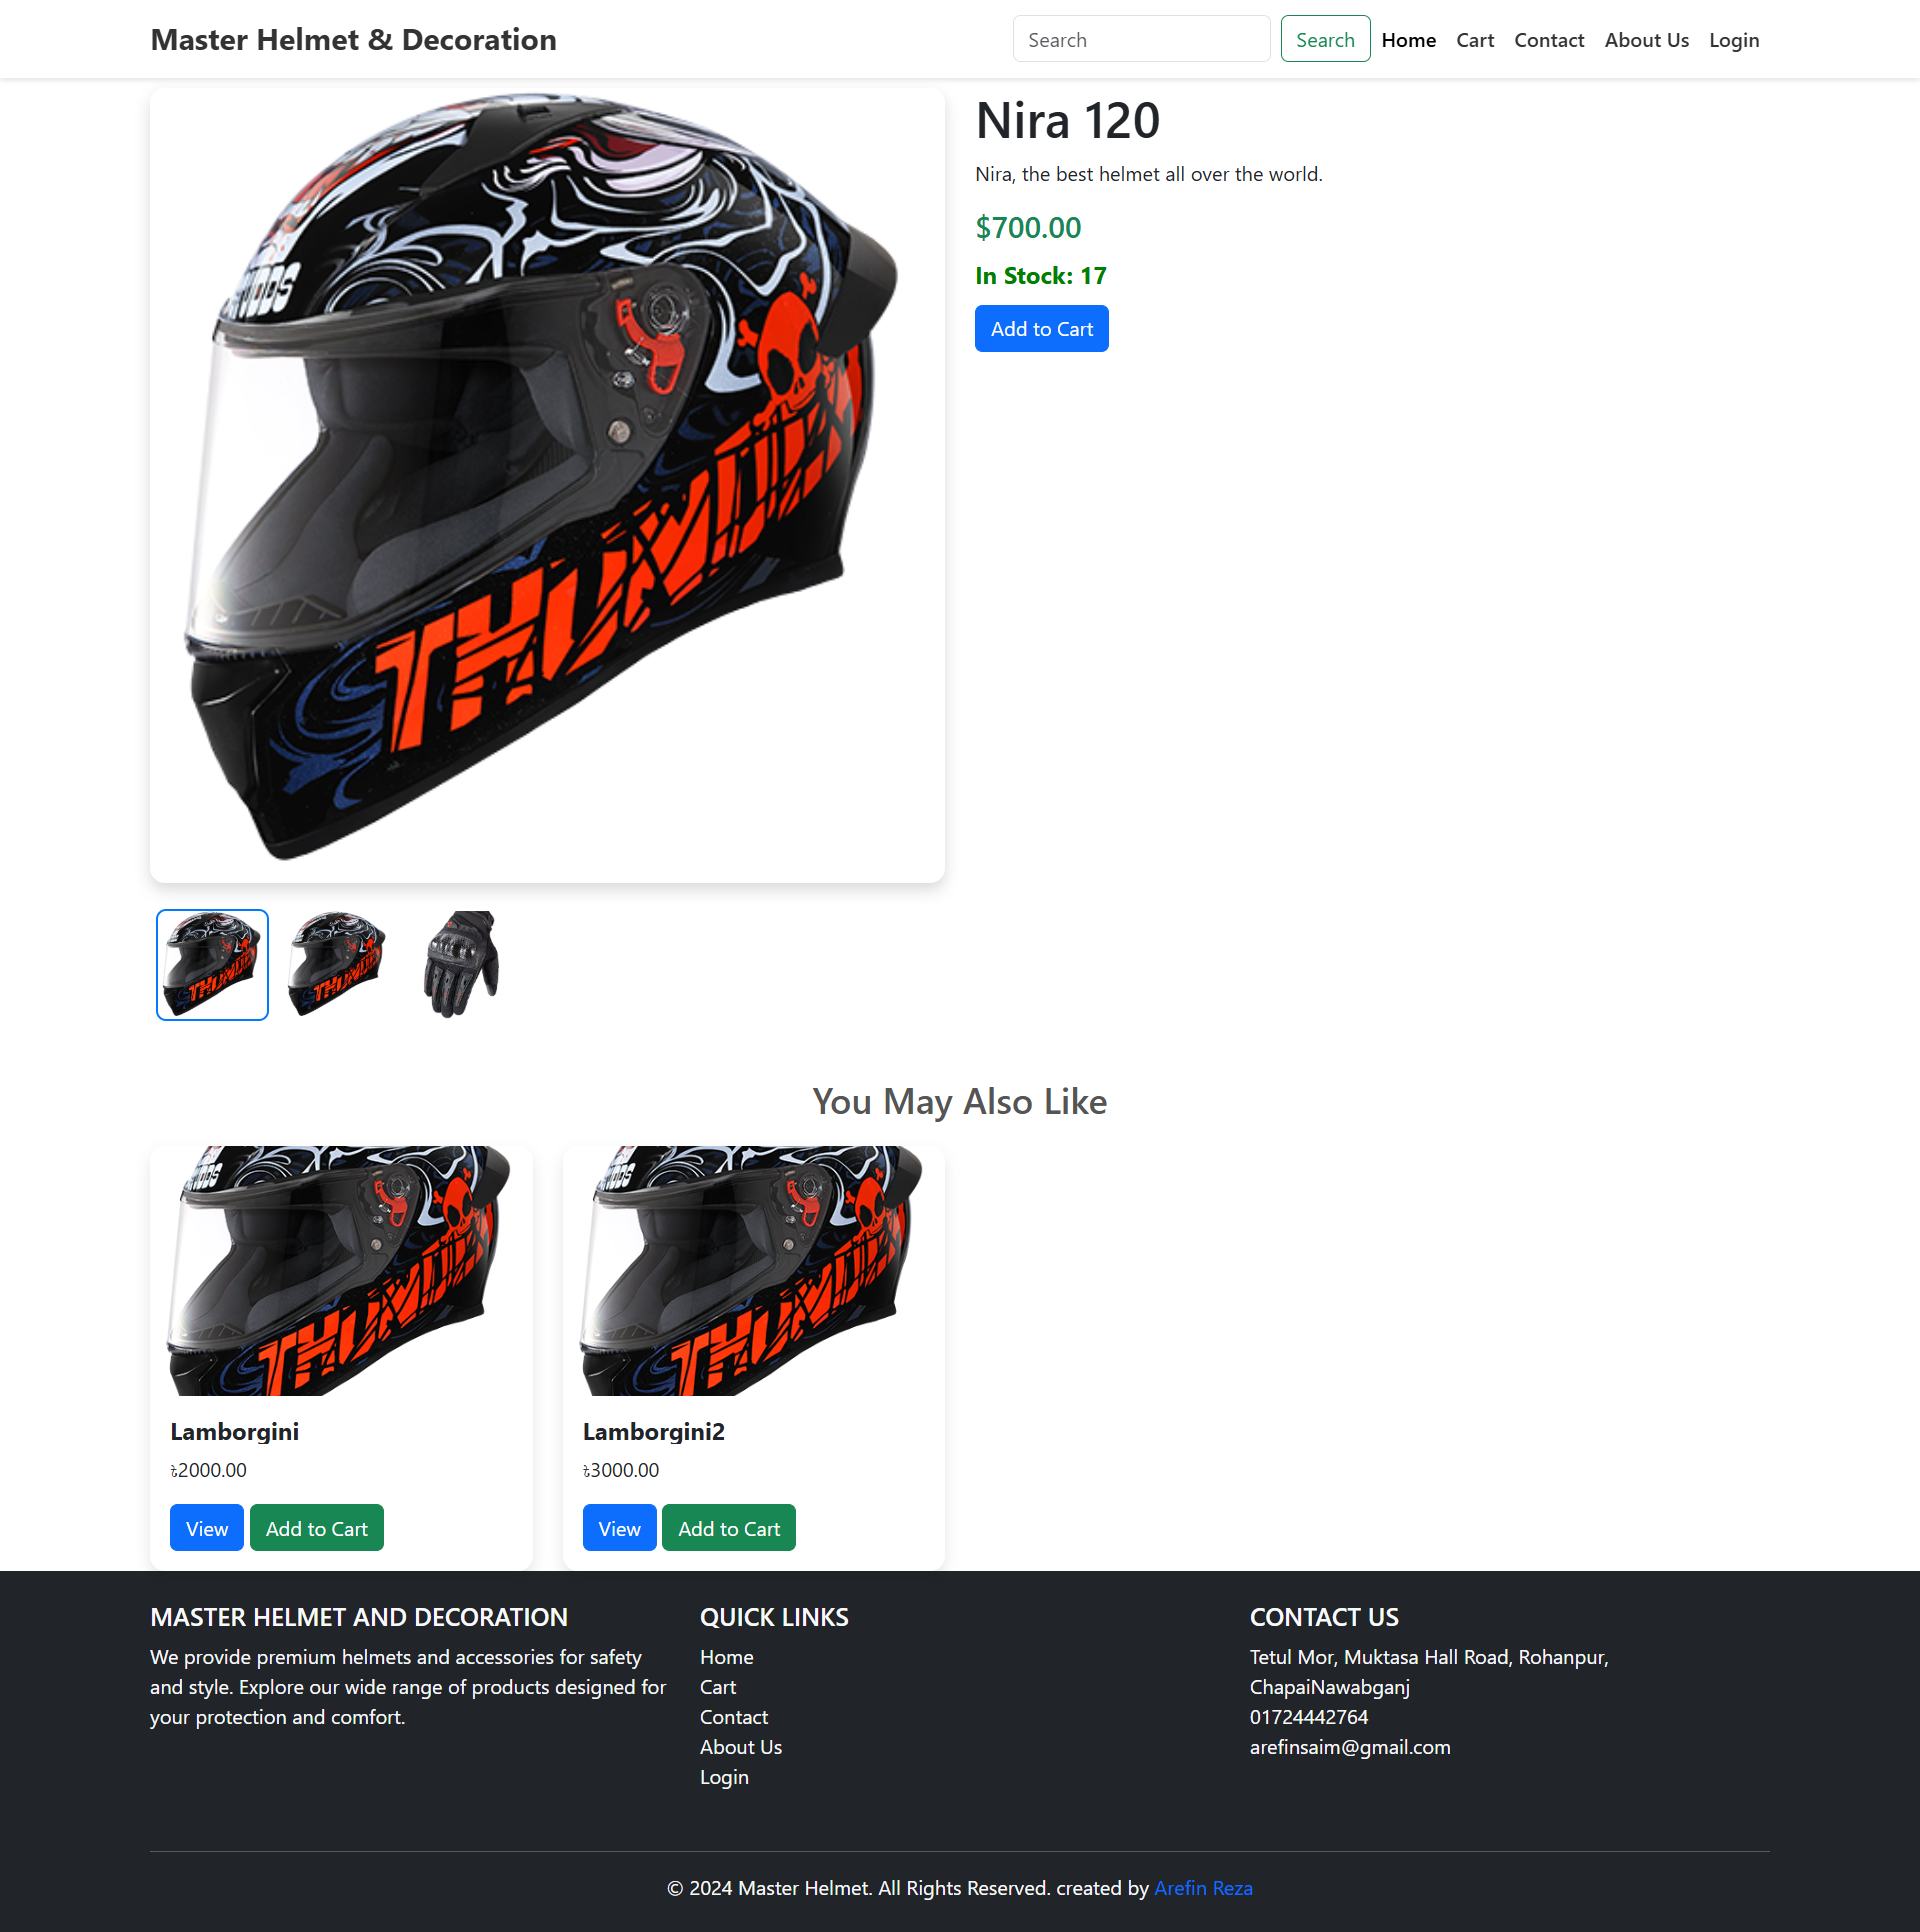 Master Helmet & Decoration
Search
Search
Home
Cart
Contact
About Us
Login
Nira 120
Nira, the best helmet all over the world.
$700.00
In Stock: 17
Add to Cart
THUNDER
You May Also Like
Lamborgini
৳2000.00
View
Add to Cart
Lamborgini2
৳3000.00
View
Add to Cart
MASTER HELMET AND DECORATION
We provide premium helmets and accessories for safety
and style. Explore our wide range of products designed for
your protection and comfort.
QUICK LINKS
Home
Cart
Contact
About Us
Login
CONTACT US
Tetul Mor, Muktasa Hall Road, Rohanpur,
ChapaiNawabganj
01724442764
arefinsaim@gmail.com
© 2024 Master Helmet. All Rights Reserved. created by Arefin Reza